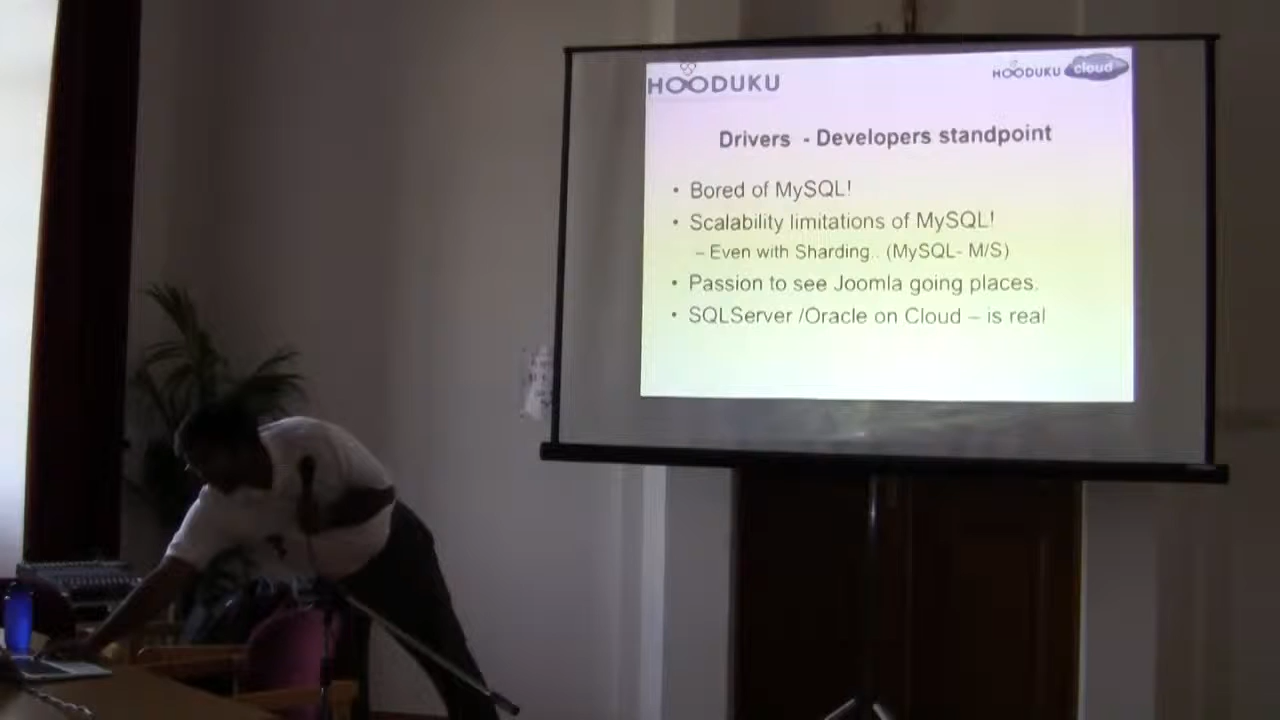 HOODUKU
HOODUKU cloud
Drivers - Developers standpoint
• Bored of MySQL!
• Scalability limitations of MySQL!
– Even with Sharding.. (MySQL- M/S)
• Passion to see Joomla going places.
• SQLServer /Oracle on Cloud – is real